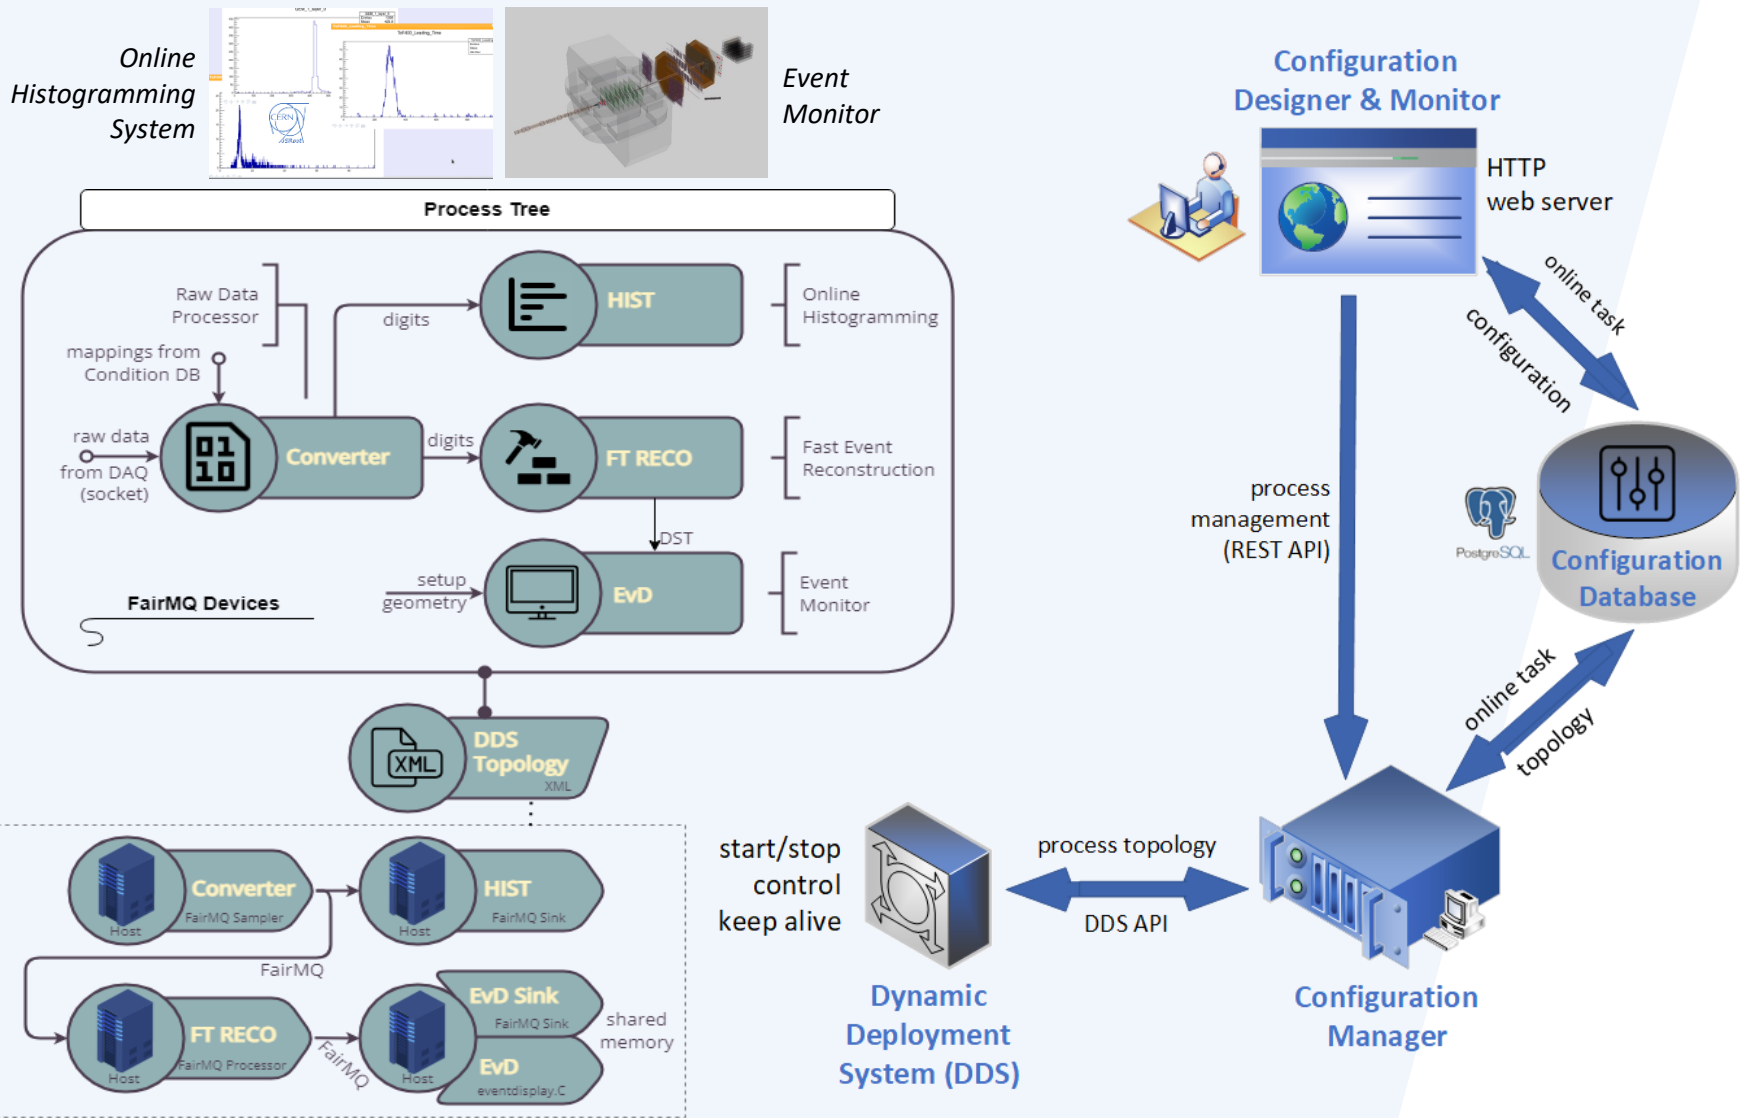 Online
Histogramming
System
ToF400_Leading_Time
CERN
Event
Monitor
Process Tree
Raw Data
Processor
mappings from
Condition DB
raw data
from DAQ
(socket)
01
10
Converter
digits
digits
HIST
Online
Histogramming
FT RECO
Fast Event
Reconstruction
DST
setup
geometry
EvD
Event
Monitor
FairMQ Devices
XML
DDS
Topology
XML
Converter
FairMQ Sampler
Host
HIST
FairMQ Sink
Host
FairMQ
FT RECO
FairMQ Processor
Host
FairMQ
EvD Sink
FairMQ Sink
EvD
eventdisplay.C
Host
shared
memory
Configuration
Designer & Monitor
HTTP
web server
online task
configuration
process
management
(REST API)
PostgreSQL
Configuration
Database
online task
topology
start/stop
control
keep alive
process topology
DDS API
Dynamic
Deployment
System (DDS)
Configuration
Manager